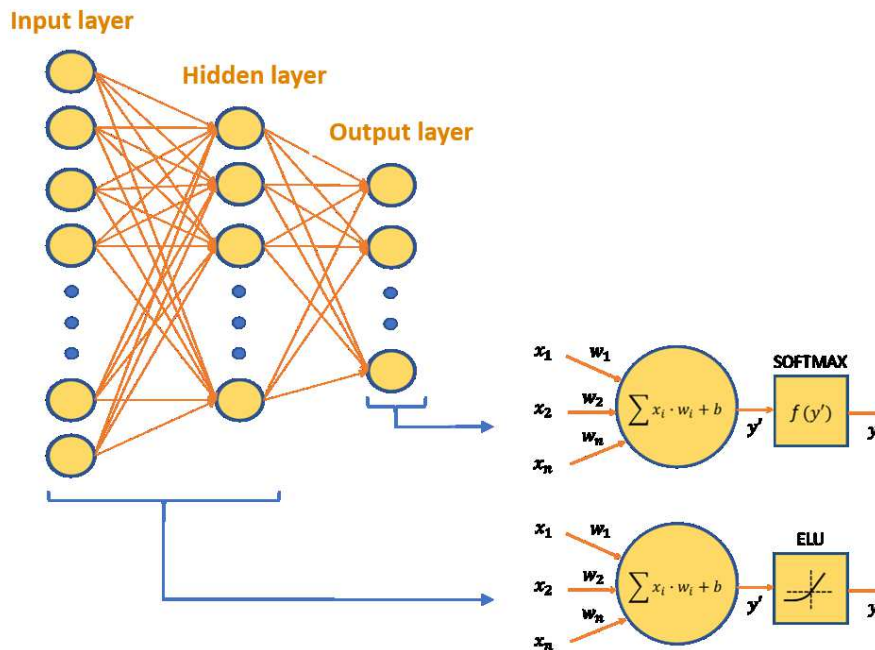 Input layer
Hidden layer
Output layer
x₁ w₁
x₂ w₂
xₙ wₙ
∑ xᵢ · wᵢ + b
y'
SOFTMAX
f(y')
y
x₁ w₁
x₂ w₂
xₙ wₙ
∑ xᵢ · wᵢ + b
y'
ELU
y